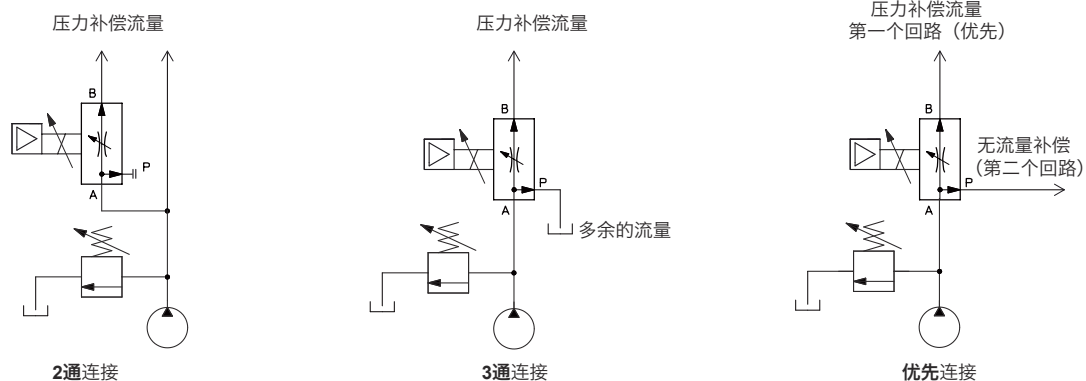 压力补偿流量
B
P
A
2通连接
压力补偿流量
B
P
A
多余的流量
3通连接
压力补偿流量
第一个回路（优先）
B
无流量补偿
（第二个回路）
P
A
优先连接